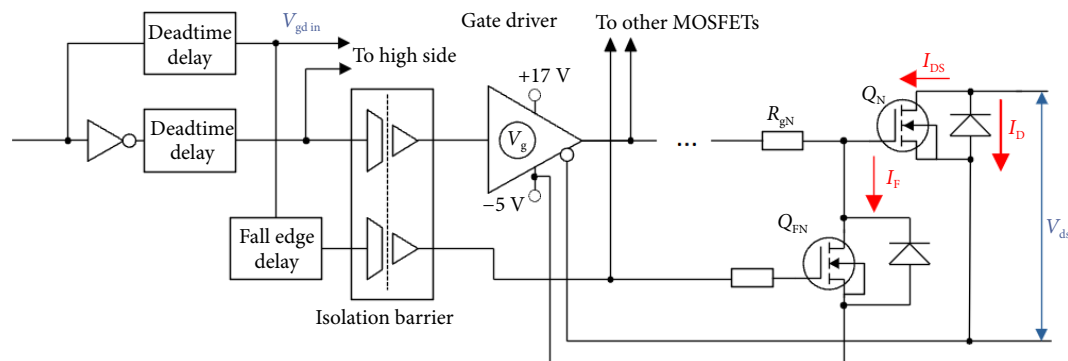 Deadtime
delay
V_gd in
To high side
Gate driver
To other MOSFETs
+17 V
V_g
−5 V
Deadtime
delay
Fall edge
delay
Isolation barrier
...
R_gN
Q_N
I_DS
I_D
I_F
Q_FN
V_ds